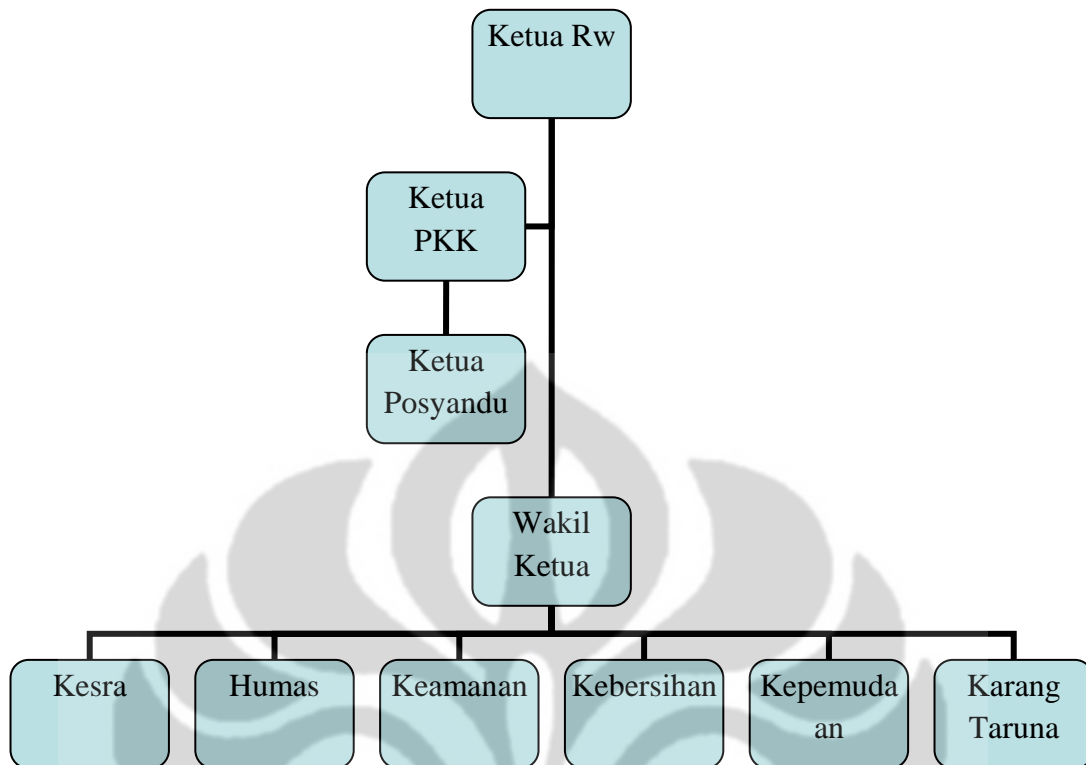 Ketua Rw
Ketua
PKK
Ketua
Posyandu
Wakil
Ketua
Kesra
Humas
Keamanan
Kebersihan
Kepemuda
an
Karang
Taruna